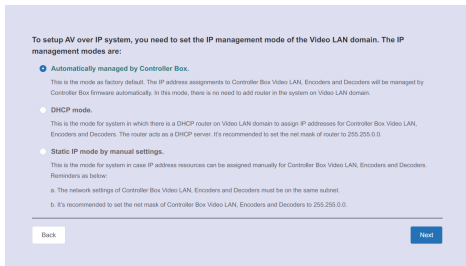 To setup AV over IP system, you need to set the IP management mode of the Video LAN domain. The IP
management modes are:
Automatically managed by Controller Box.
This is the mode as factory default. The IP address assignments to Controller Box Video LAN, Encoders and Decoders will be managed by
Controller Box firmware automatically. In this mode, there is no need to add router in the system on Video LAN domain.
DHCP mode.
This is the mode for system in which there is a DHCP router on Video LAN domain to assign IP addresses for Controller Box Video LAN,
Encoders and Decoders. The router acts as a DHCP server. It's recommended to set the net mask of router to 255.255.0.0.
Static IP mode by manual settings.
This is the mode for system in case IP address resources can be assigned manually for Controller Box Video LAN, Encoders and Decoders.
Reminders as below:
a. The network settings of Controller Box Video LAN, Encoders and Decoders must be on the same subnet.
b. It's recommended to set the net mask of Controller Box Video LAN, Encoders and Decoders to 255.255.0.0.
Back
Next